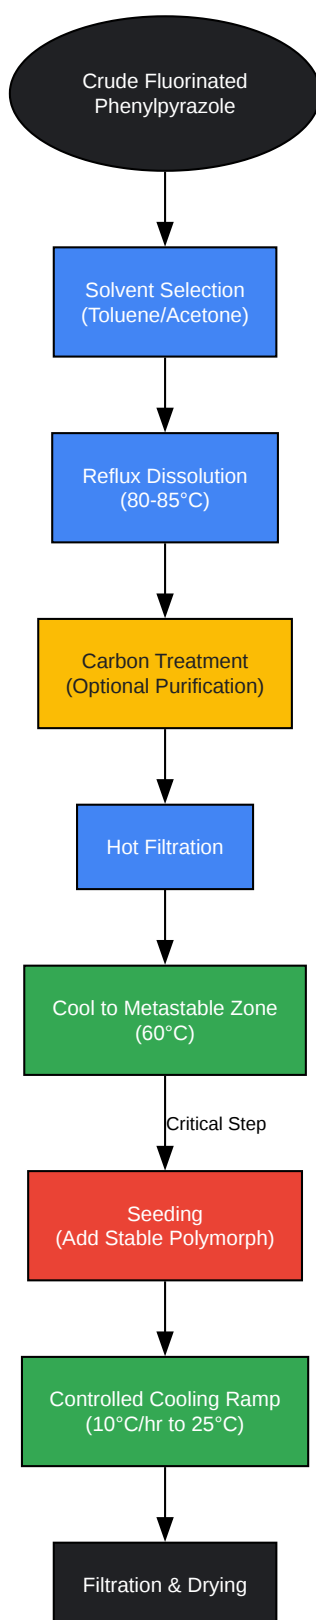 Crude Fluorinated
Phenylpyrazole
Solvent Selection
(Toluene/Acetone)
Reflux Dissolution
(80-85°C)
Carbon Treatment
(Optional Purification)
Hot Filtration
Cool to Metastable Zone
(60°C)
Critical Step
Seeding
(Add Stable Polymorph)
Controlled Cooling Ramp
(10°C/hr to 25°C)
Filtration & Drying